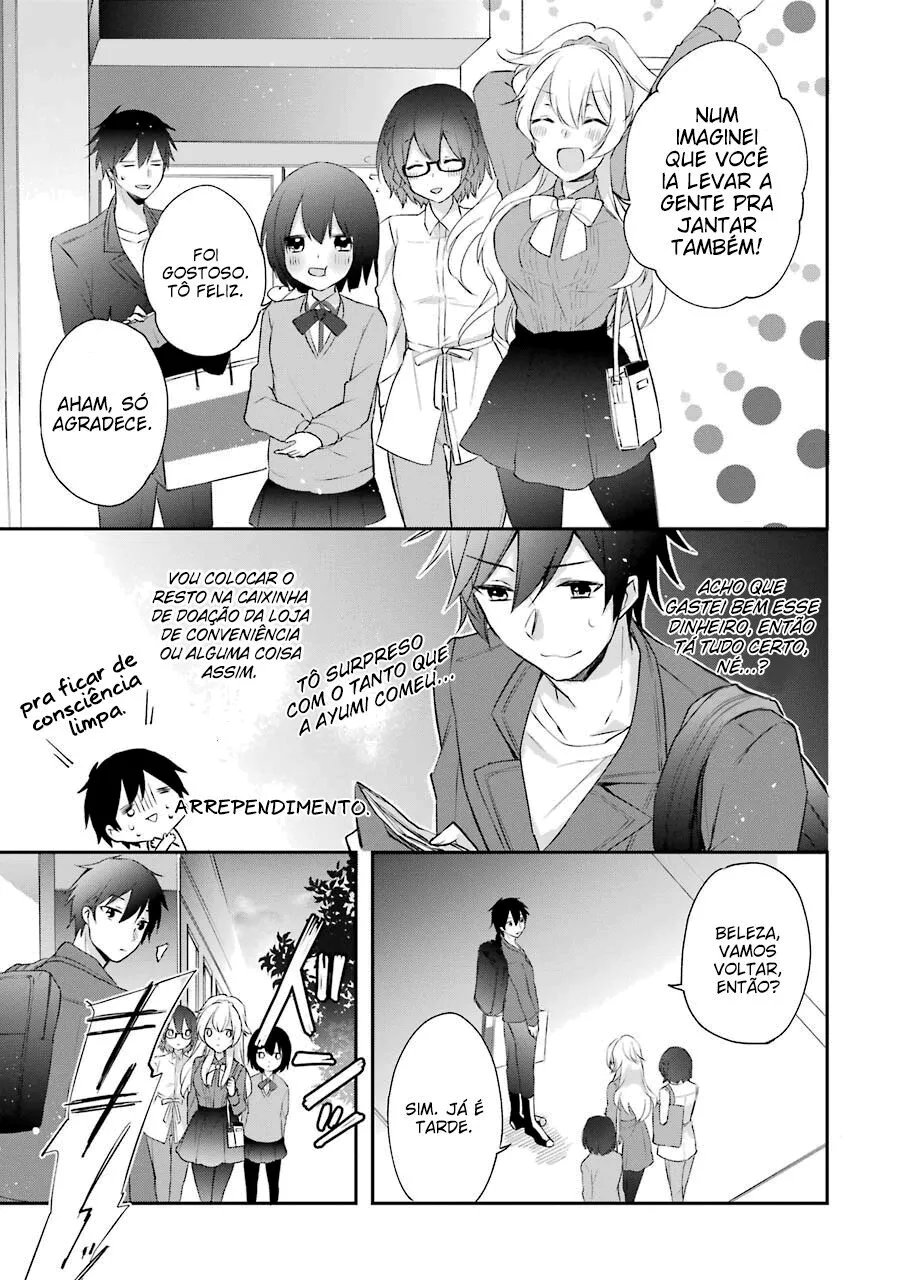 NUM
IMAGINEI
QUE VOCÊ
IA LEVAR A
GENTE PRA
JANTAR
TAMBÉM!
FOI
GOSTOSO.
TÔ FELIZ.
AHAM, SÓ
AGRADECE.
ACHO QUE
GASTEI BEM ESSE
DINHEIRO, ENTÃO
TÁ TUDO CERTO,
NÉ...?
TÔ SURPRESO
COM O TANTO QUE
A AYUMI COMEU...
VOU COLOCAR O
RESTO NA CAIXINHA
DE DOAÇÃO DA LOJA
DE CONVENIÊNCIA
OU ALGUMA COISA
ASSIM.
pra ficar de
consciência
limpa.
ARREPENDIMENTO.
BELEZA,
VAMOS
VOLTAR,
ENTÃO?
SIM. JÁ É
TARDE.